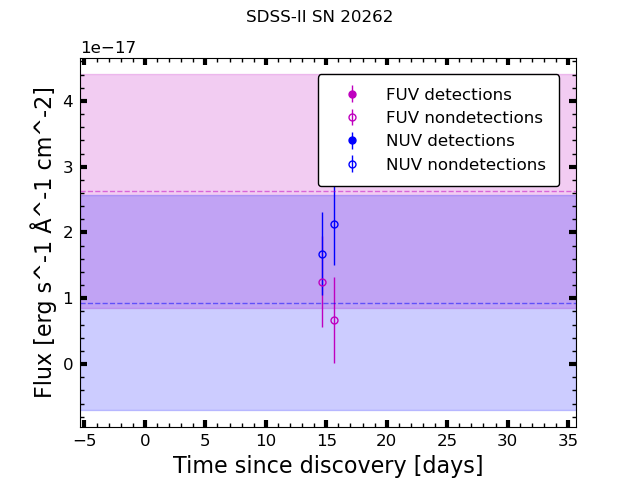 SDSS-II SN 20262
1e−17
FUV detections
FUV nondetections
NUV detections
NUV nondetections
4
3
2
1
0
Flux [erg s^-1 Å^-1 cm^-2]
−5 0 5 10 15 20 25 30 35
Time since discovery [days]